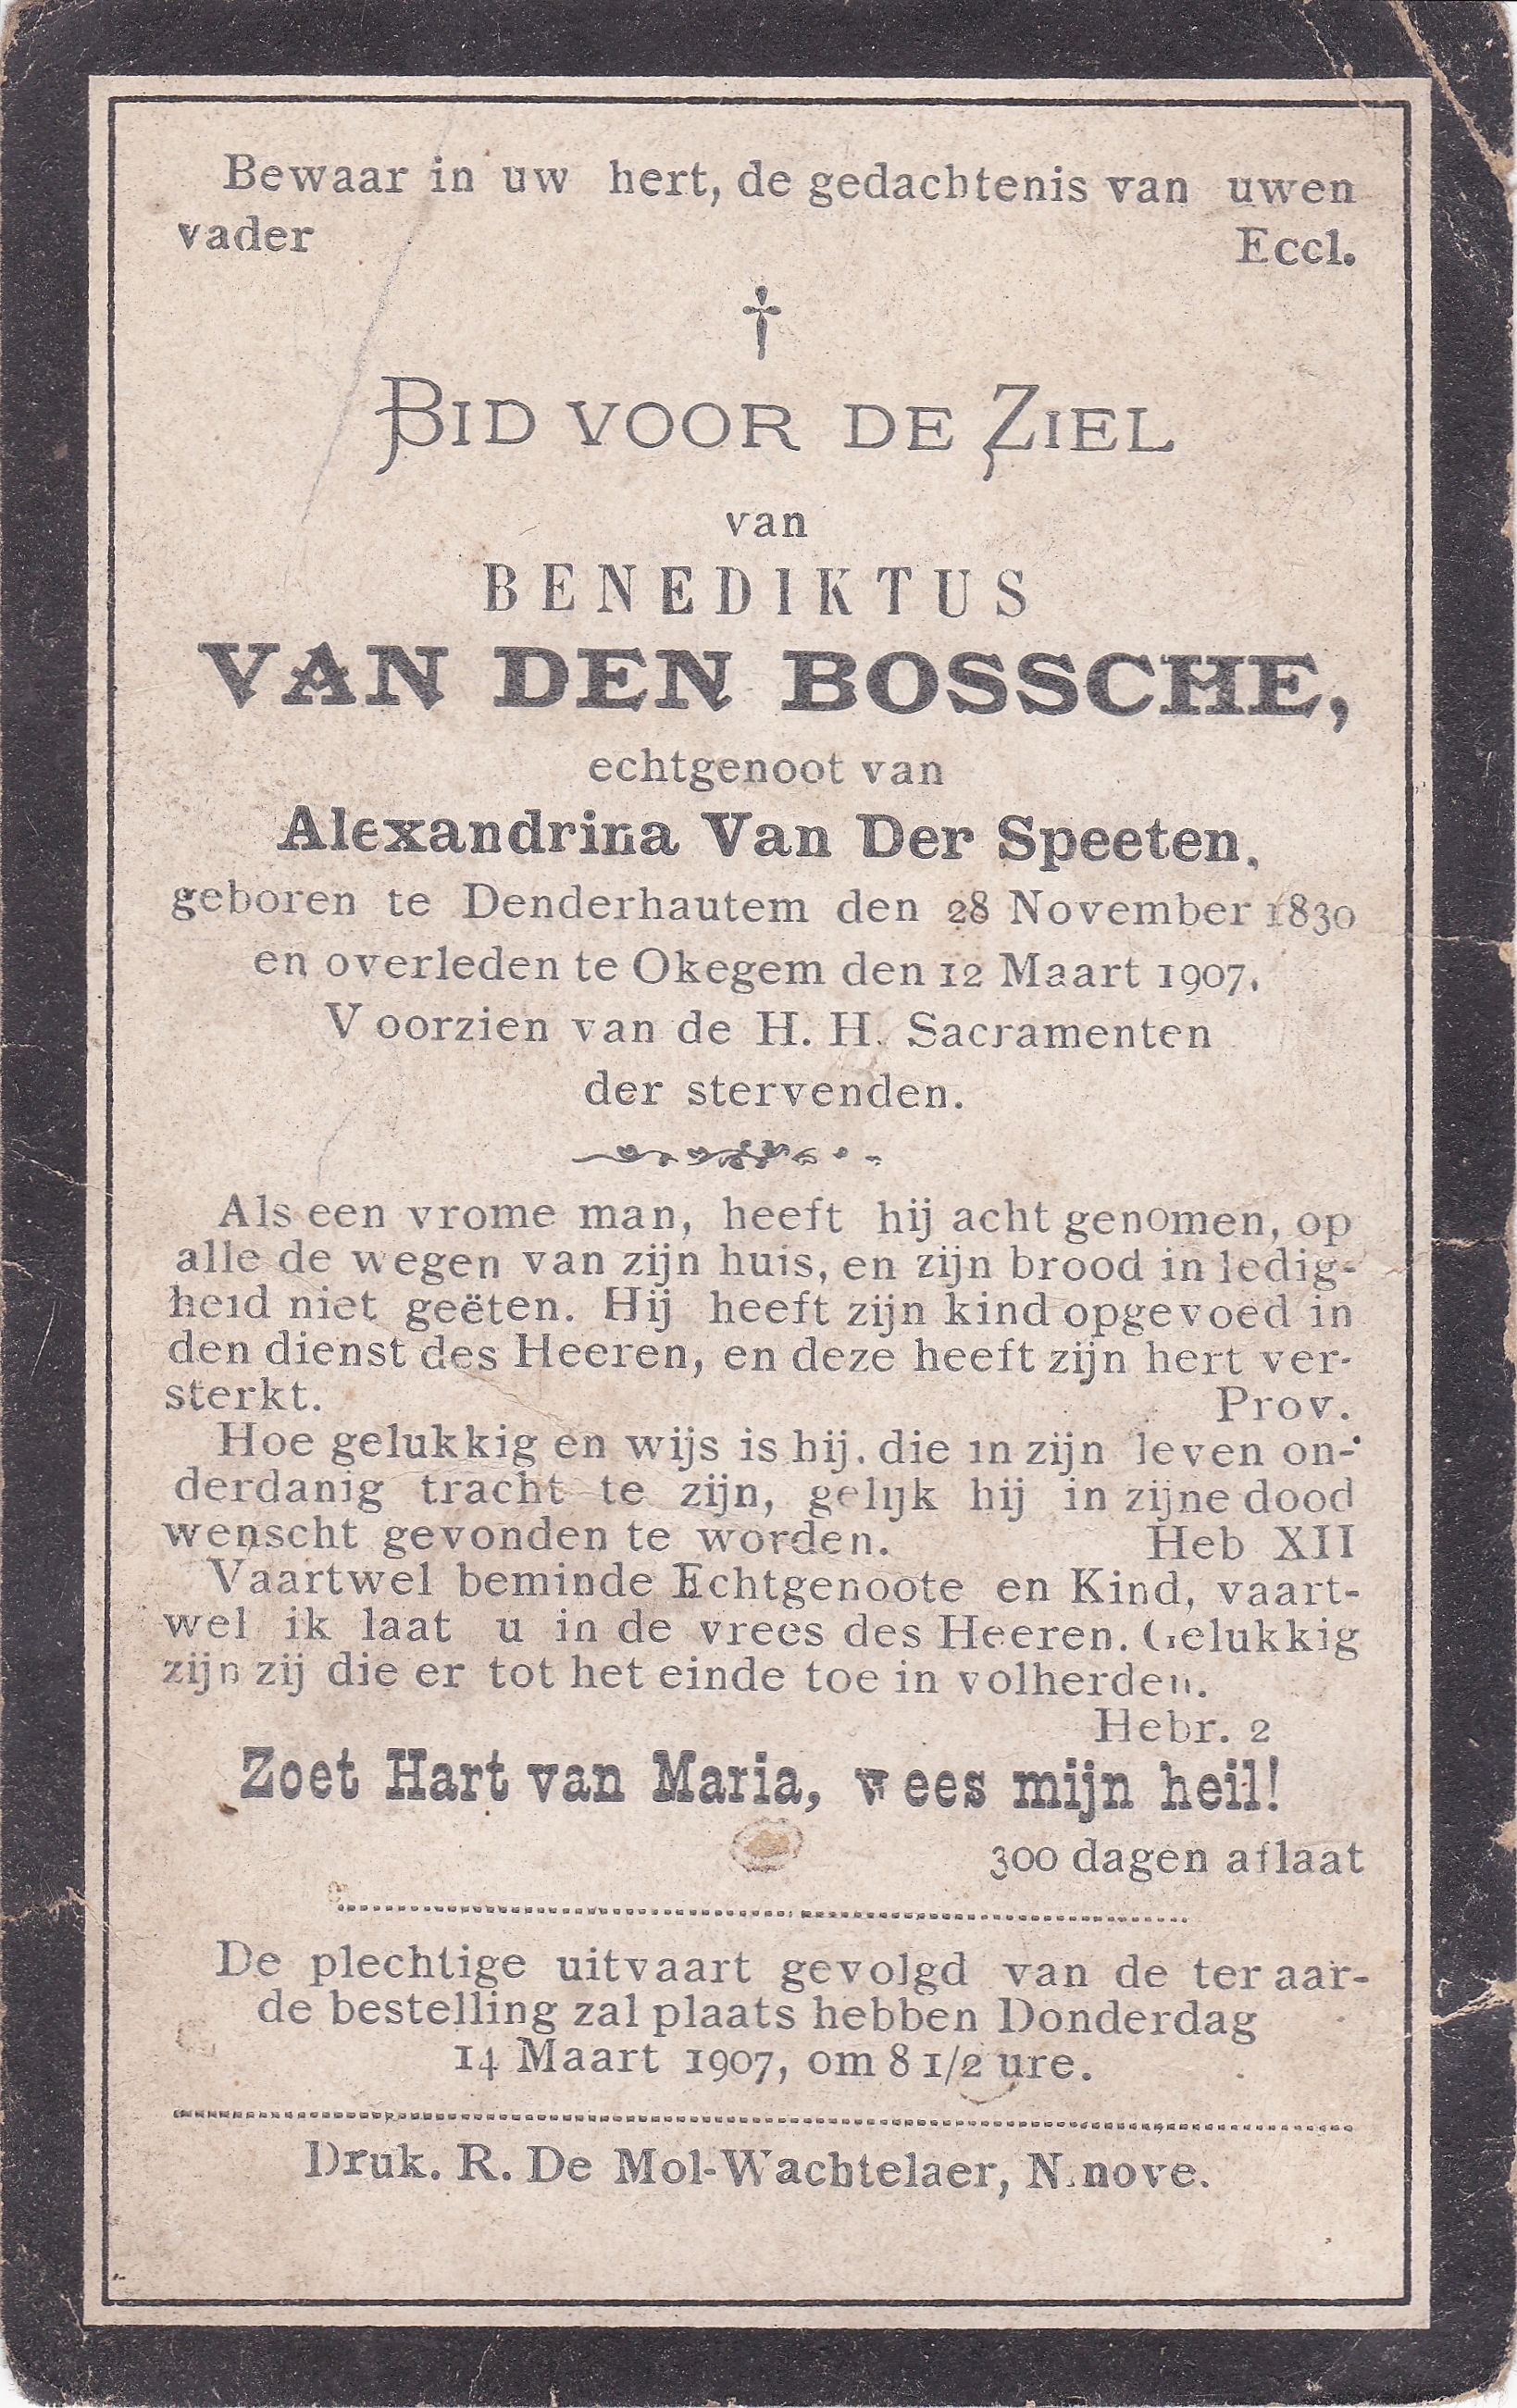 Bewaar in uw hert, de gedachtenis van uwen
vader Eccl.
†
BID VOOR DE ZIEL
van
BENEDIKTUS
VAN DEN BOSSCHE,
echtgenoot van
Alexandrina Van Der Speeten,
geboren te Denderhautem den 28 November 1830
en overleden te Okegem den 12 Maart 1907.
Voorzien van de H. H. Sacramenten
der stervenden.
Als een vrome man, heeft hij acht genomen, op
alle de wegen van zijn huis, en zijn brood in ledig-
heid niet geëten. Hij heeft zijn kind opgevoed in
den dienst des Heeren, en deze heeft zijn hert ver-
sterkt. Prov.
Hoe gelukkig en wijs is hij. die in zijn leven on-
derdanig tracht te zijn, gelijk hij in zijne dood
wenscht gevonden te worden. Heb XII
Vaartwel beminde Echtgenoote en Kind, vaart-
wel ik laat u in de vrees des Heeren. Gelukkig
zijn zij die er tot het einde toe in volherden.
Hebr. 2
Zoet Hart van Maria, wees mijn heil!
300 dagen aflaat
De plechtige uitvaart gevolgd van de ter aar-
de bestelling zal plaats hebben Donderdag
14 Maart 1907, om 8 1/2 ure.
Druk. R. De Mol-Wachtelaer, N.nove.